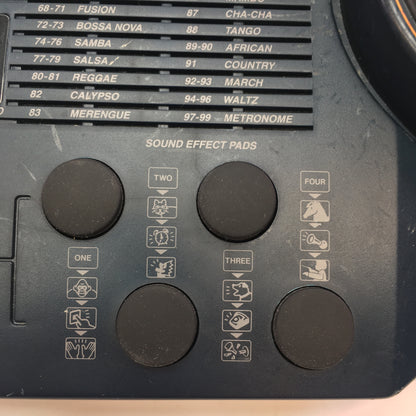 68-71 FUSION
72-73 BOSSA NOVA
74-76 SAMBA
77-79 SALSA
80-81 REGGAE
82 CALYPSO
83 MERENGUE
87 CHA-CHA
88 TANGO
89-90 AFRICAN
91 COUNTRY
92-93 MARCH
94-96 WALTZ
97-99 METRONOME
SOUND EFFECT PADS
ONE
TWO
THREE
FOUR